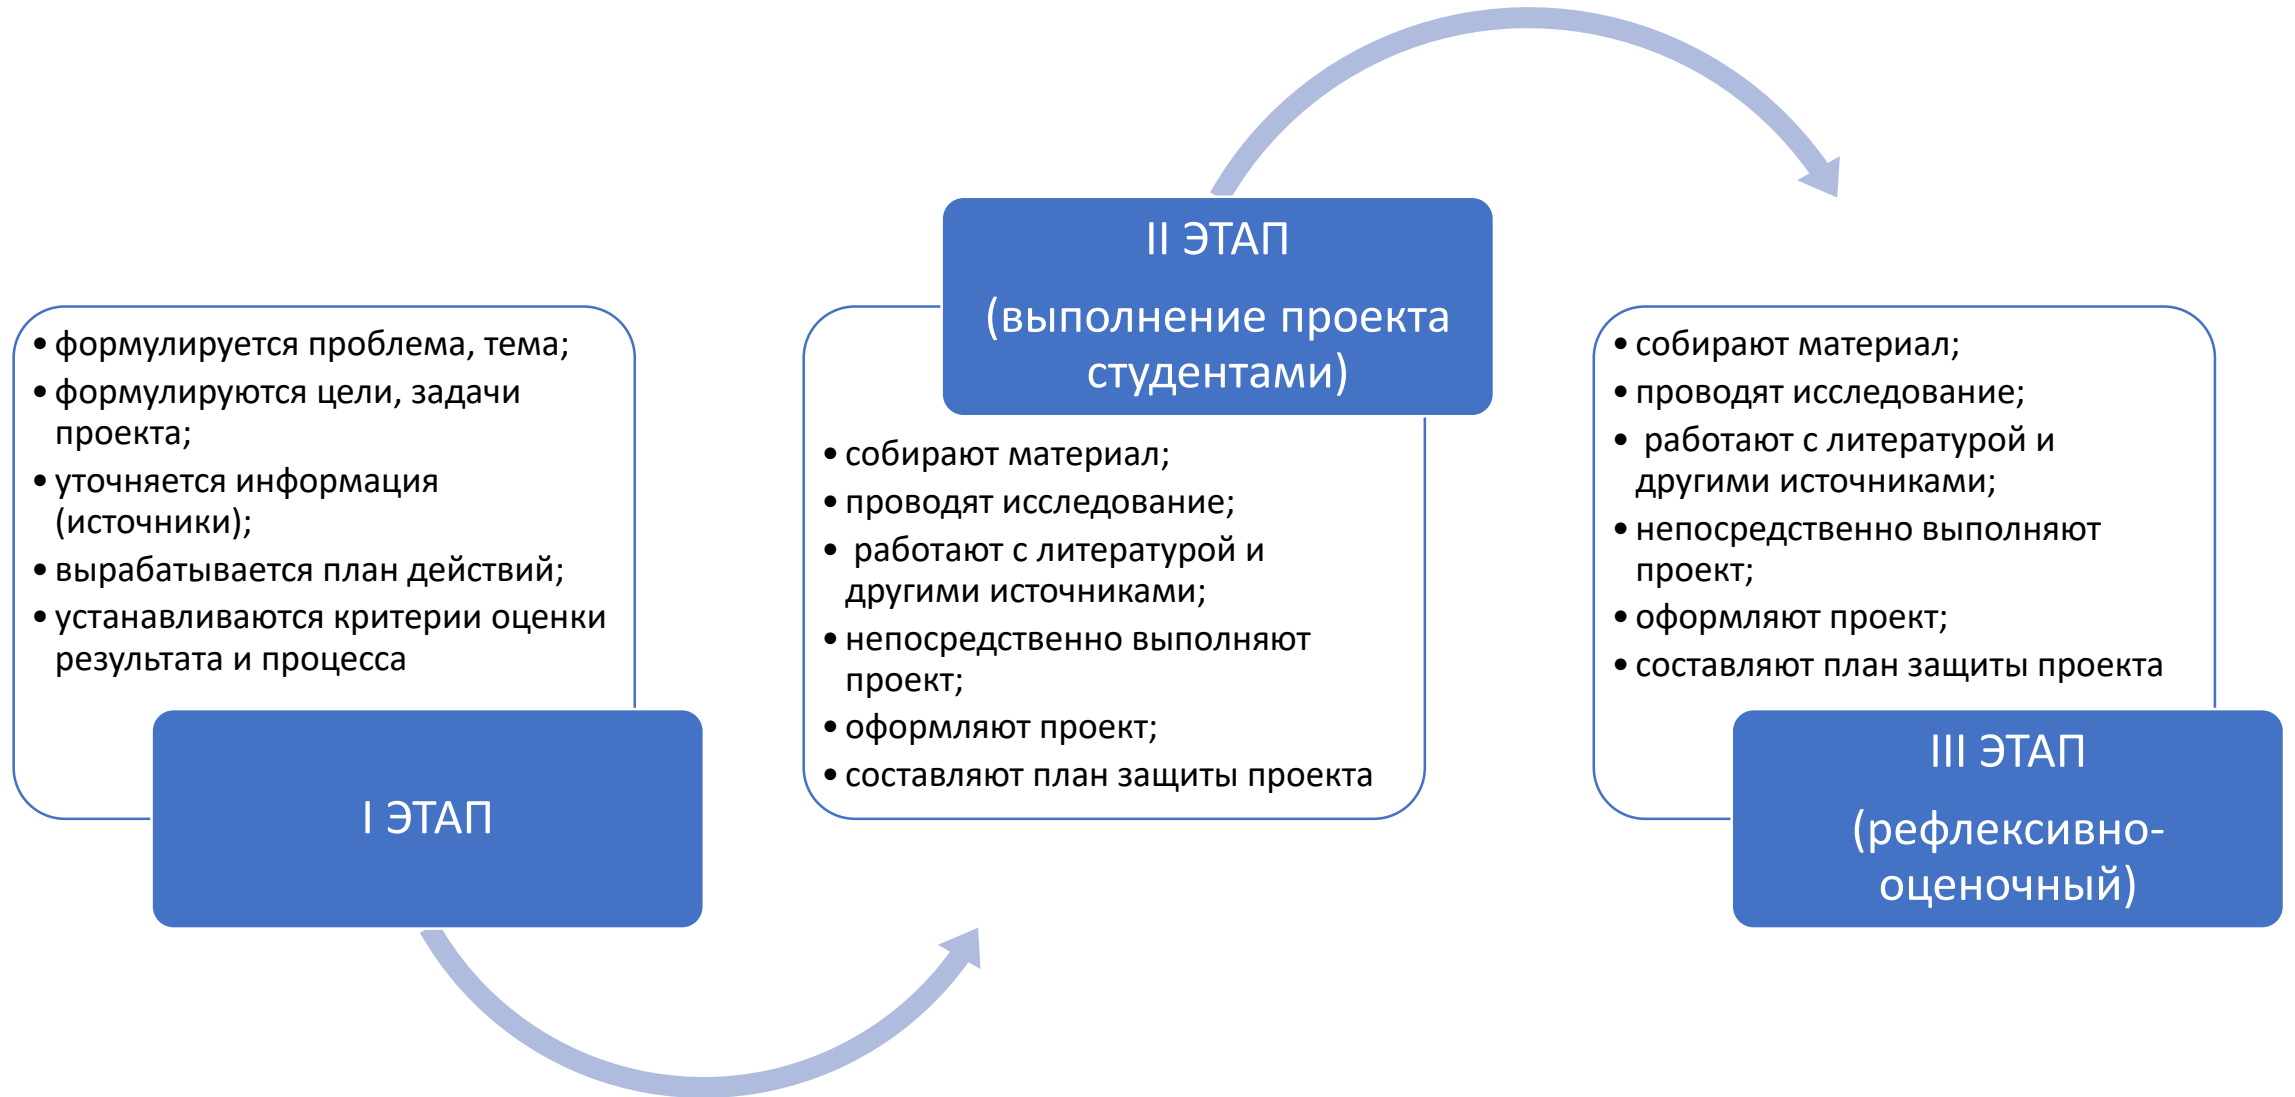 • формулируется проблема, тема;
• формулируются цели, задачи
проекта;
• уточняется информация
(источники);
• вырабатывается план действий;
• устанавливаются критерии оценки
результата и процесса
I ЭТАП
II ЭТАП
(выполнение проекта
студентами)
• собирают материал;
• проводят исследование;
• работают с литературой и
другими источниками;
• непосредственно выполняют
проект;
• оформляют проект;
• составляют план защиты проекта
• собирают материал;
• проводят исследование;
• работают с литературой и
другими источниками;
• непосредственно выполняют
проект;
• оформляют проект;
• составляют план защиты проекта
III ЭТАП
(рефлексивно-
оценочный)